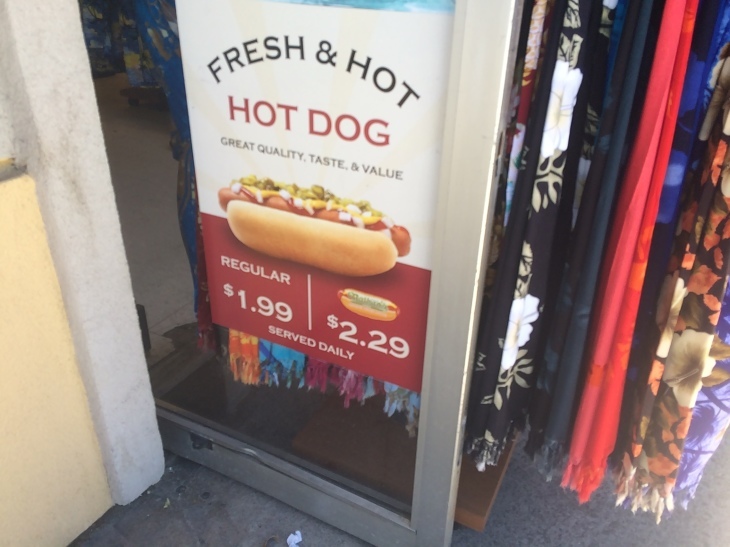 FRESH & HOT
HOT DOG
GREAT QUALITY, TASTE, & VALUE
REGULAR
$1.99
$2.29
SERVED DAILY